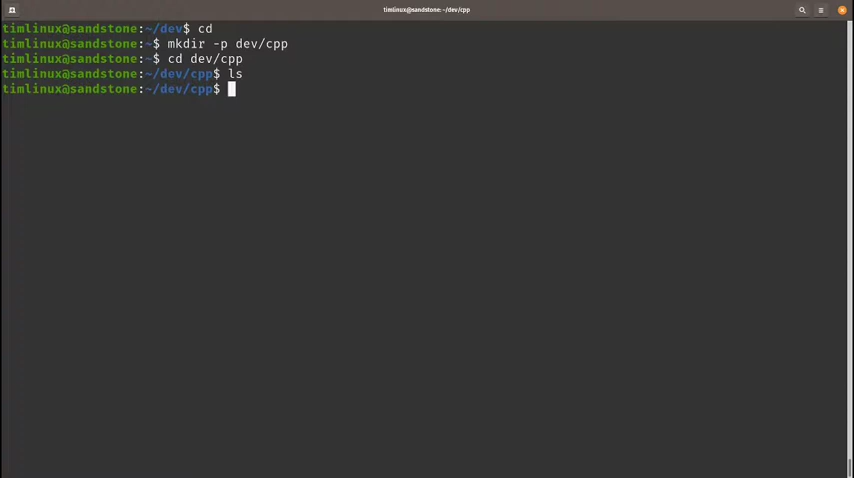 timlinux@sandstone: ~/dev/cpp
timlinux@sandstone:~/dev$ cd
timlinux@sandstone:~$ mkdir -p dev/cpp
timlinux@sandstone:~$ cd dev/cpp
timlinux@sandstone:~/dev/cpp$ ls
timlinux@sandstone:~/dev/cpp$